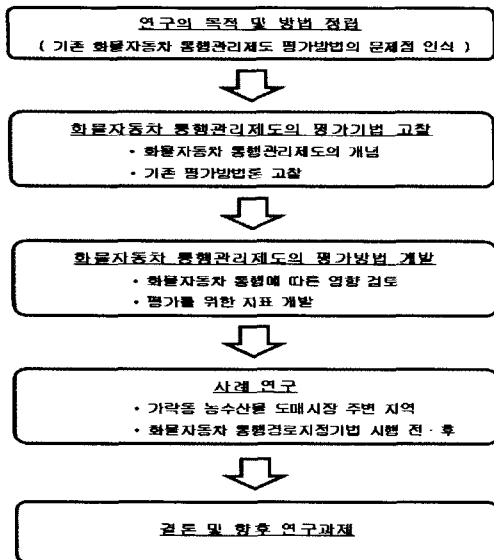 연구의 목적 및 방법 정립
( 기존 화물자동차 통행관리제도 평가방법의 문제점 인식 )
화물자동차 통행관리제도의 평가기법 고찰
• 화물자동차 통행관리제도의 개념
• 기존 평가방법론 고찰
화물자동차 통행관리제도의 평가방법 개발
• 화물자동차 통행에 따른 영향 검토
• 평가를 위한 지표 개발
사례 연구
• 가락동 농수산물 도매시장 주변 지역
• 화물자동차 통행경로지정기법 시행 전 · 후
결론 및 향후 연구과제